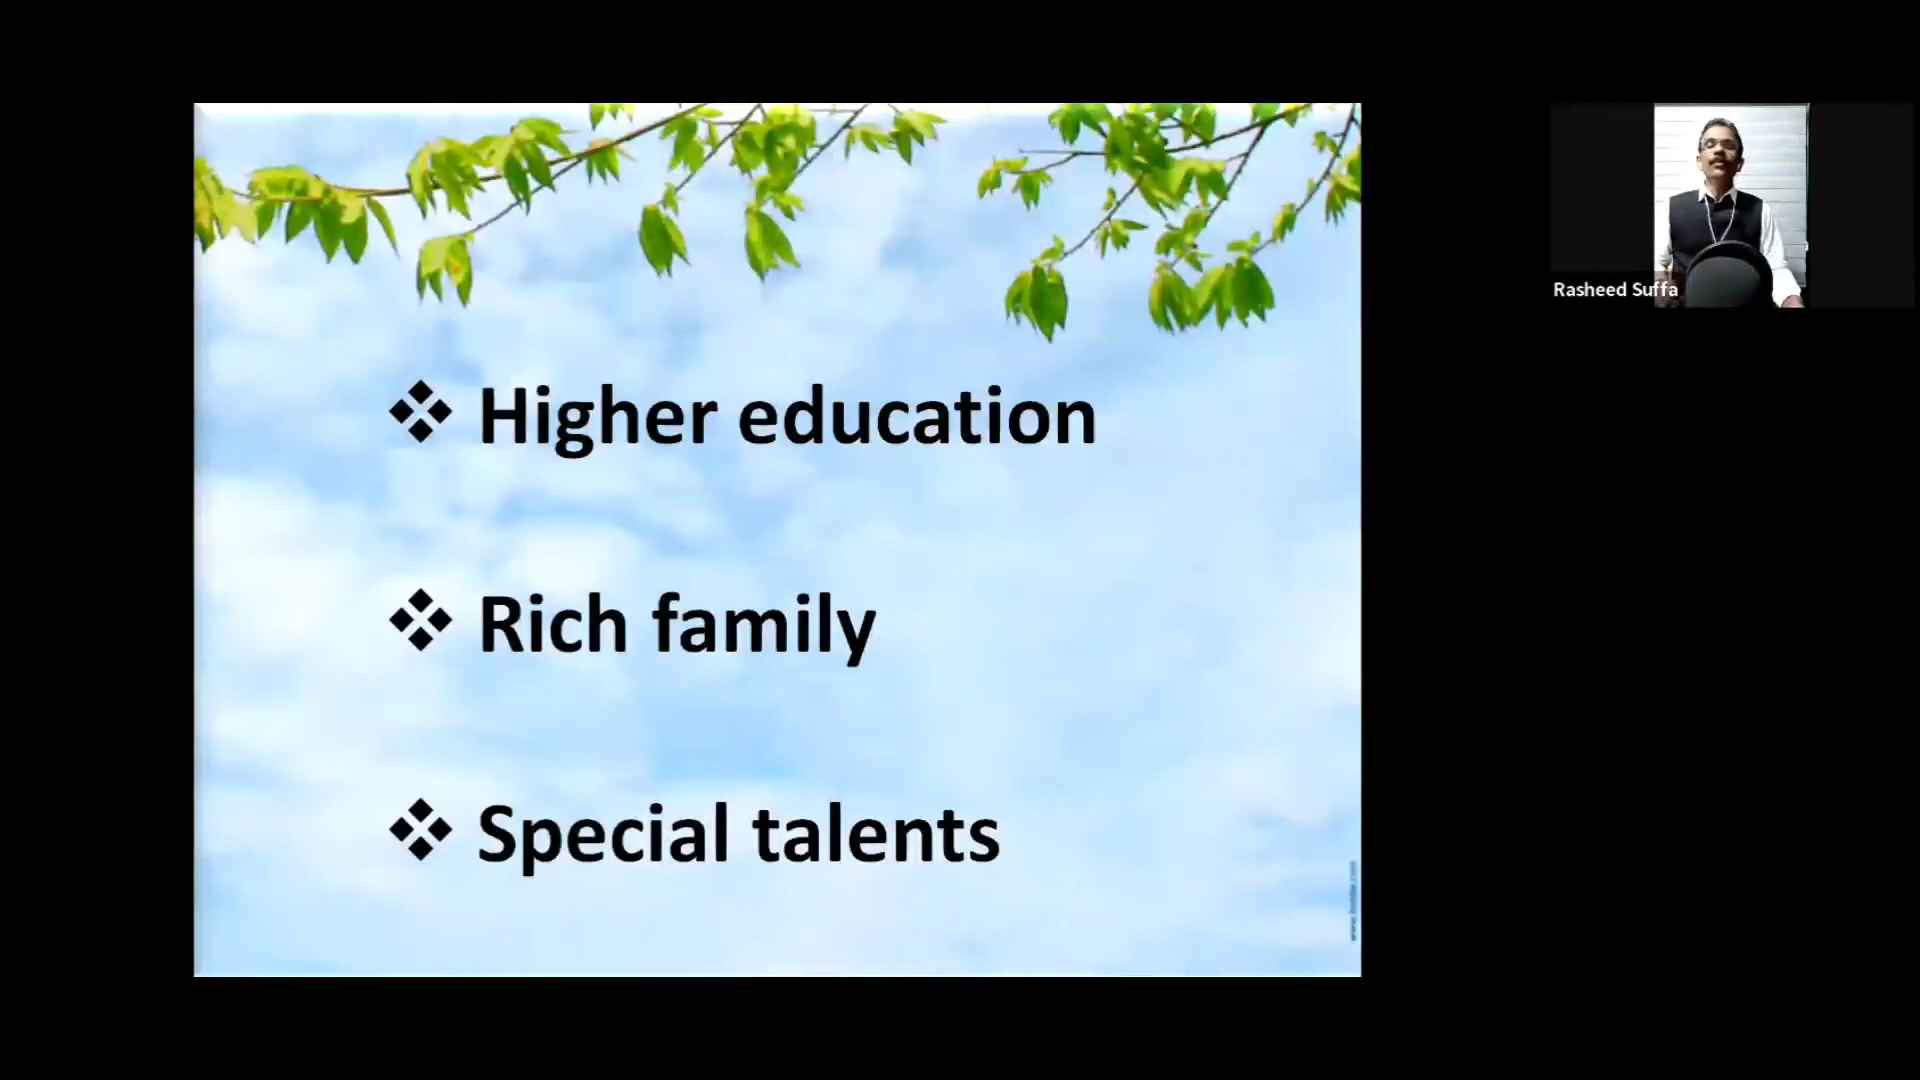 Higher education
Rich family
Special talents
Rasheed Suffa